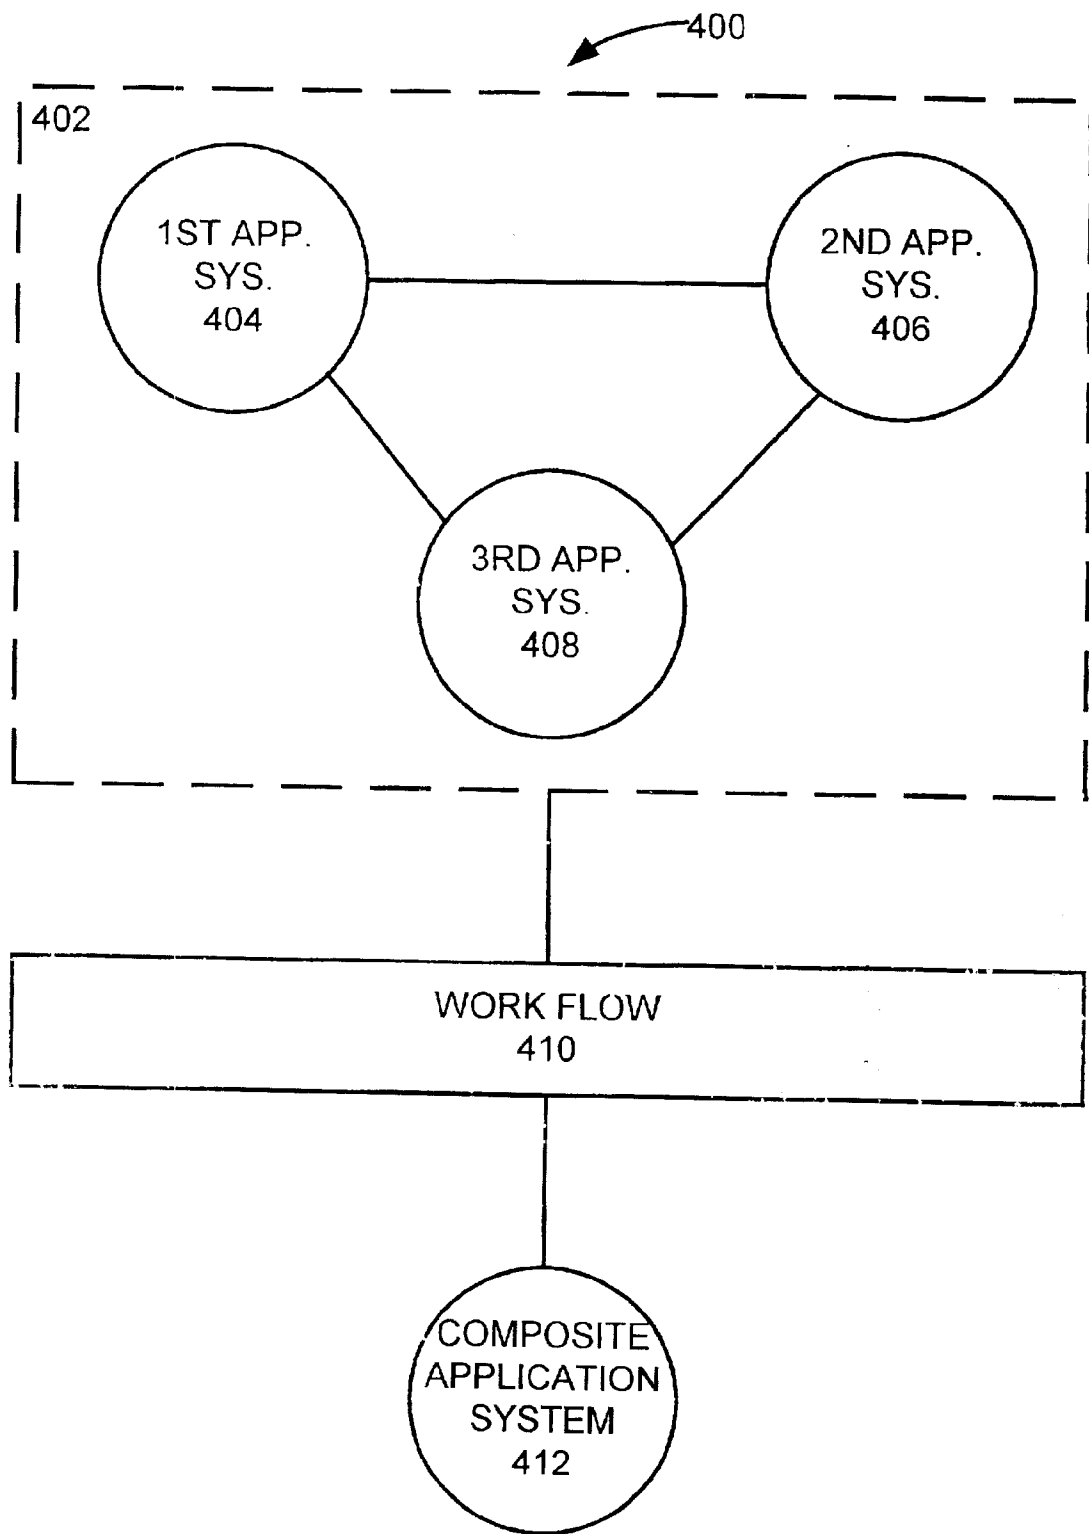 400
402
1ST APP.
SYS.
404
2ND APP.
SYS.
406
3RD APP.
SYS.
408
WORK FLOW
410
COMPOSITE
APPLICATION
SYSTEM
412